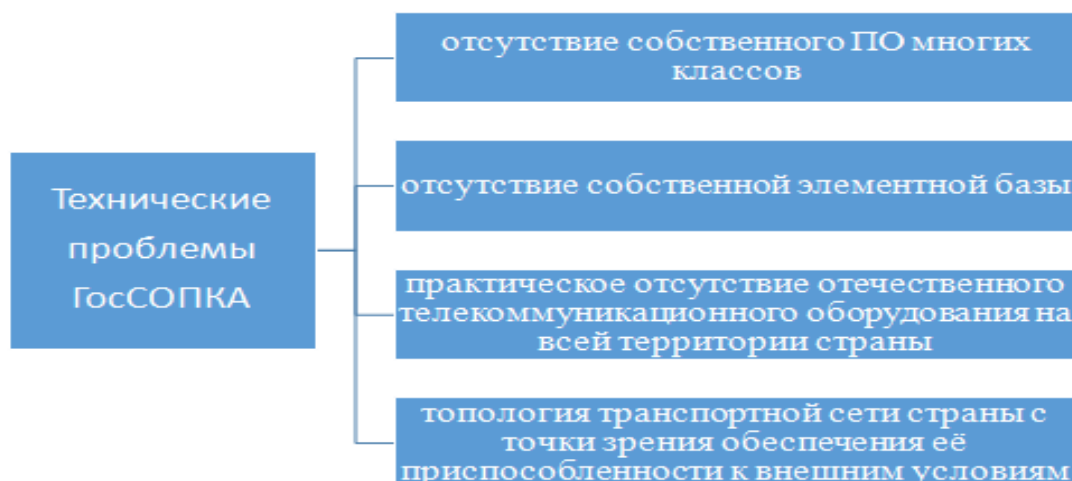 Технические
проблемы
ГосСОПКА
отсутствие собственного ПО многих
классов
отсутствие собственной элементной базы
практическое отсутствие отечественного
телекоммуникационного оборудования на
всей территории страны
топология транспортной сети страны с
точки зрения обеспечения её
приспособленности к внешним условиям